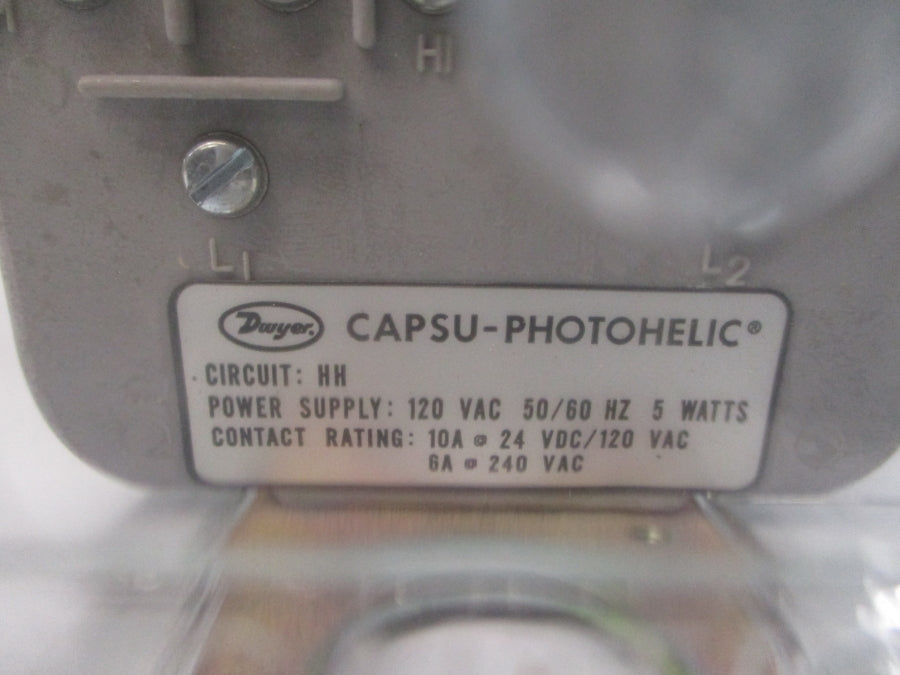 HI
L1
L2
Dwyer. CAPSU-PHOTOHELIC®
CIRCUIT: HH
POWER SUPPLY: 120 VAC 50/60 HZ 5 WATTS
CONTACT RATING: 10A @ 24 VDC/120 VAC
6A @ 240 VAC